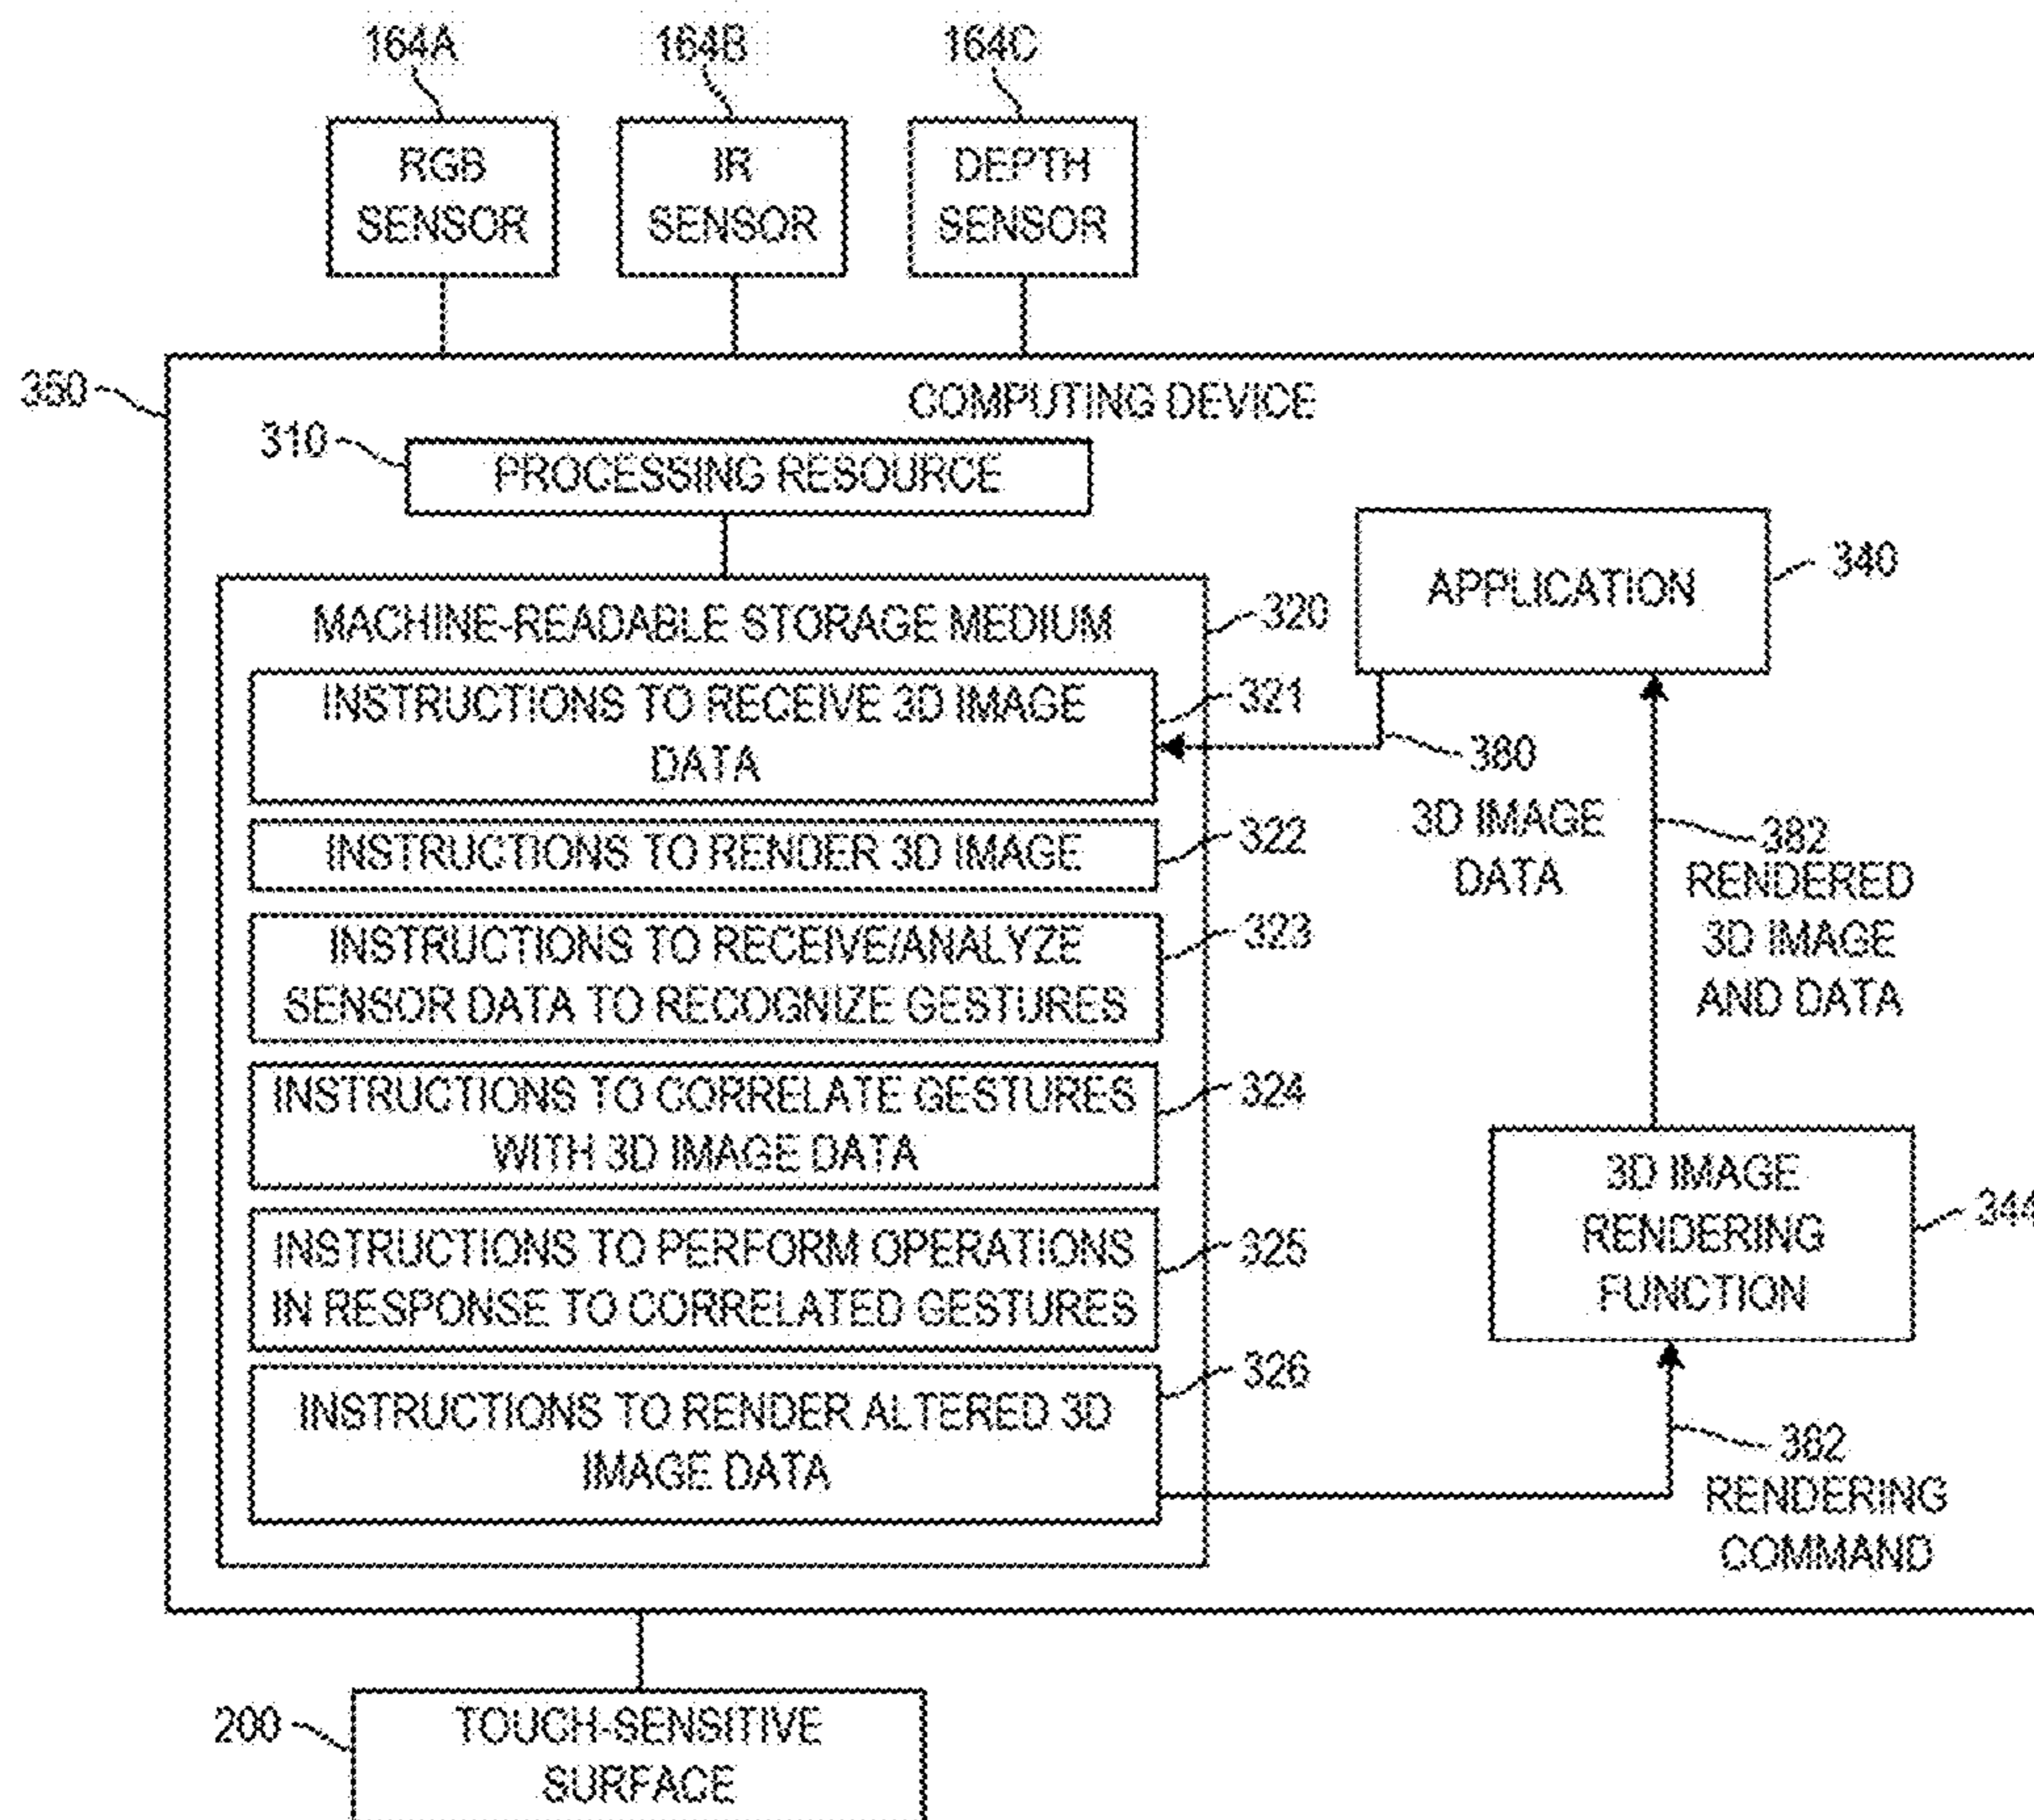 164A
164B
164C
RGB
SENSOR
IR
SENSOR
DEPTH
SENSOR
350
COMPUTING DEVICE
310
PROCESSING RESOURCE
MACHINE-READABLE STORAGE MEDIUM
320
INSTRUCTIONS TO RECEIVE 3D IMAGE
DATA
321
INSTRUCTIONS TO RENDER 3D IMAGE
322
INSTRUCTIONS TO RECEIVE/ANALYZE
SENSOR DATA TO RECOGNIZE GESTURES
323
INSTRUCTIONS TO CORRELATE GESTURES
WITH 3D IMAGE DATA
324
INSTRUCTIONS TO PERFORM OPERATIONS
IN RESPONSE TO CORRELATED GESTURES
325
INSTRUCTIONS TO RENDER ALTERED 3D
IMAGE DATA
326
APPLICATION
340
380
3D IMAGE
DATA
382
RENDERED
3D IMAGE
AND DATA
3D IMAGE
RENDERING
FUNCTION
344
382
RENDERING
COMMAND
200
TOUCH-SENSITIVE
SURFACE